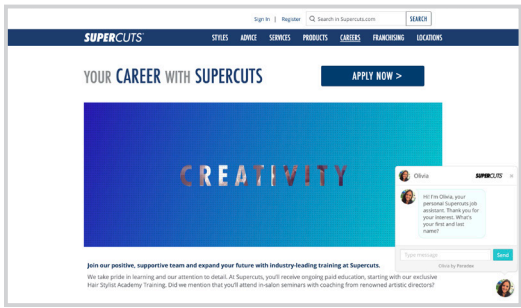 Sign In | Register
Search in Supercuts.com
SEARCH
SUPERCUTS
STYLES ADVICE SERVICES PRODUCTS CAREERS FRANCHISING LOCATIONS
YOUR CAREER WITH SUPERCUTS
APPLY NOW >
CREATIVITY
Olivia
SUPERCUTS
×
Hi! I'm Olivia, your
personal Supercuts job
assistant. Thank you for
your interest. What's
your first and last
name?
Type message
Send
Olivia by Paradox
Join our positive, supportive team and expand your future with industry-leading training at Supercuts.
We take pride in learning and our attention to detail. At Supercuts, you'll receive ongoing paid education, starting with our exclusive
Hair Stylist Academy Training. Did we mention that you'll attend in-salon seminars with coaching from renowned artistic directors?